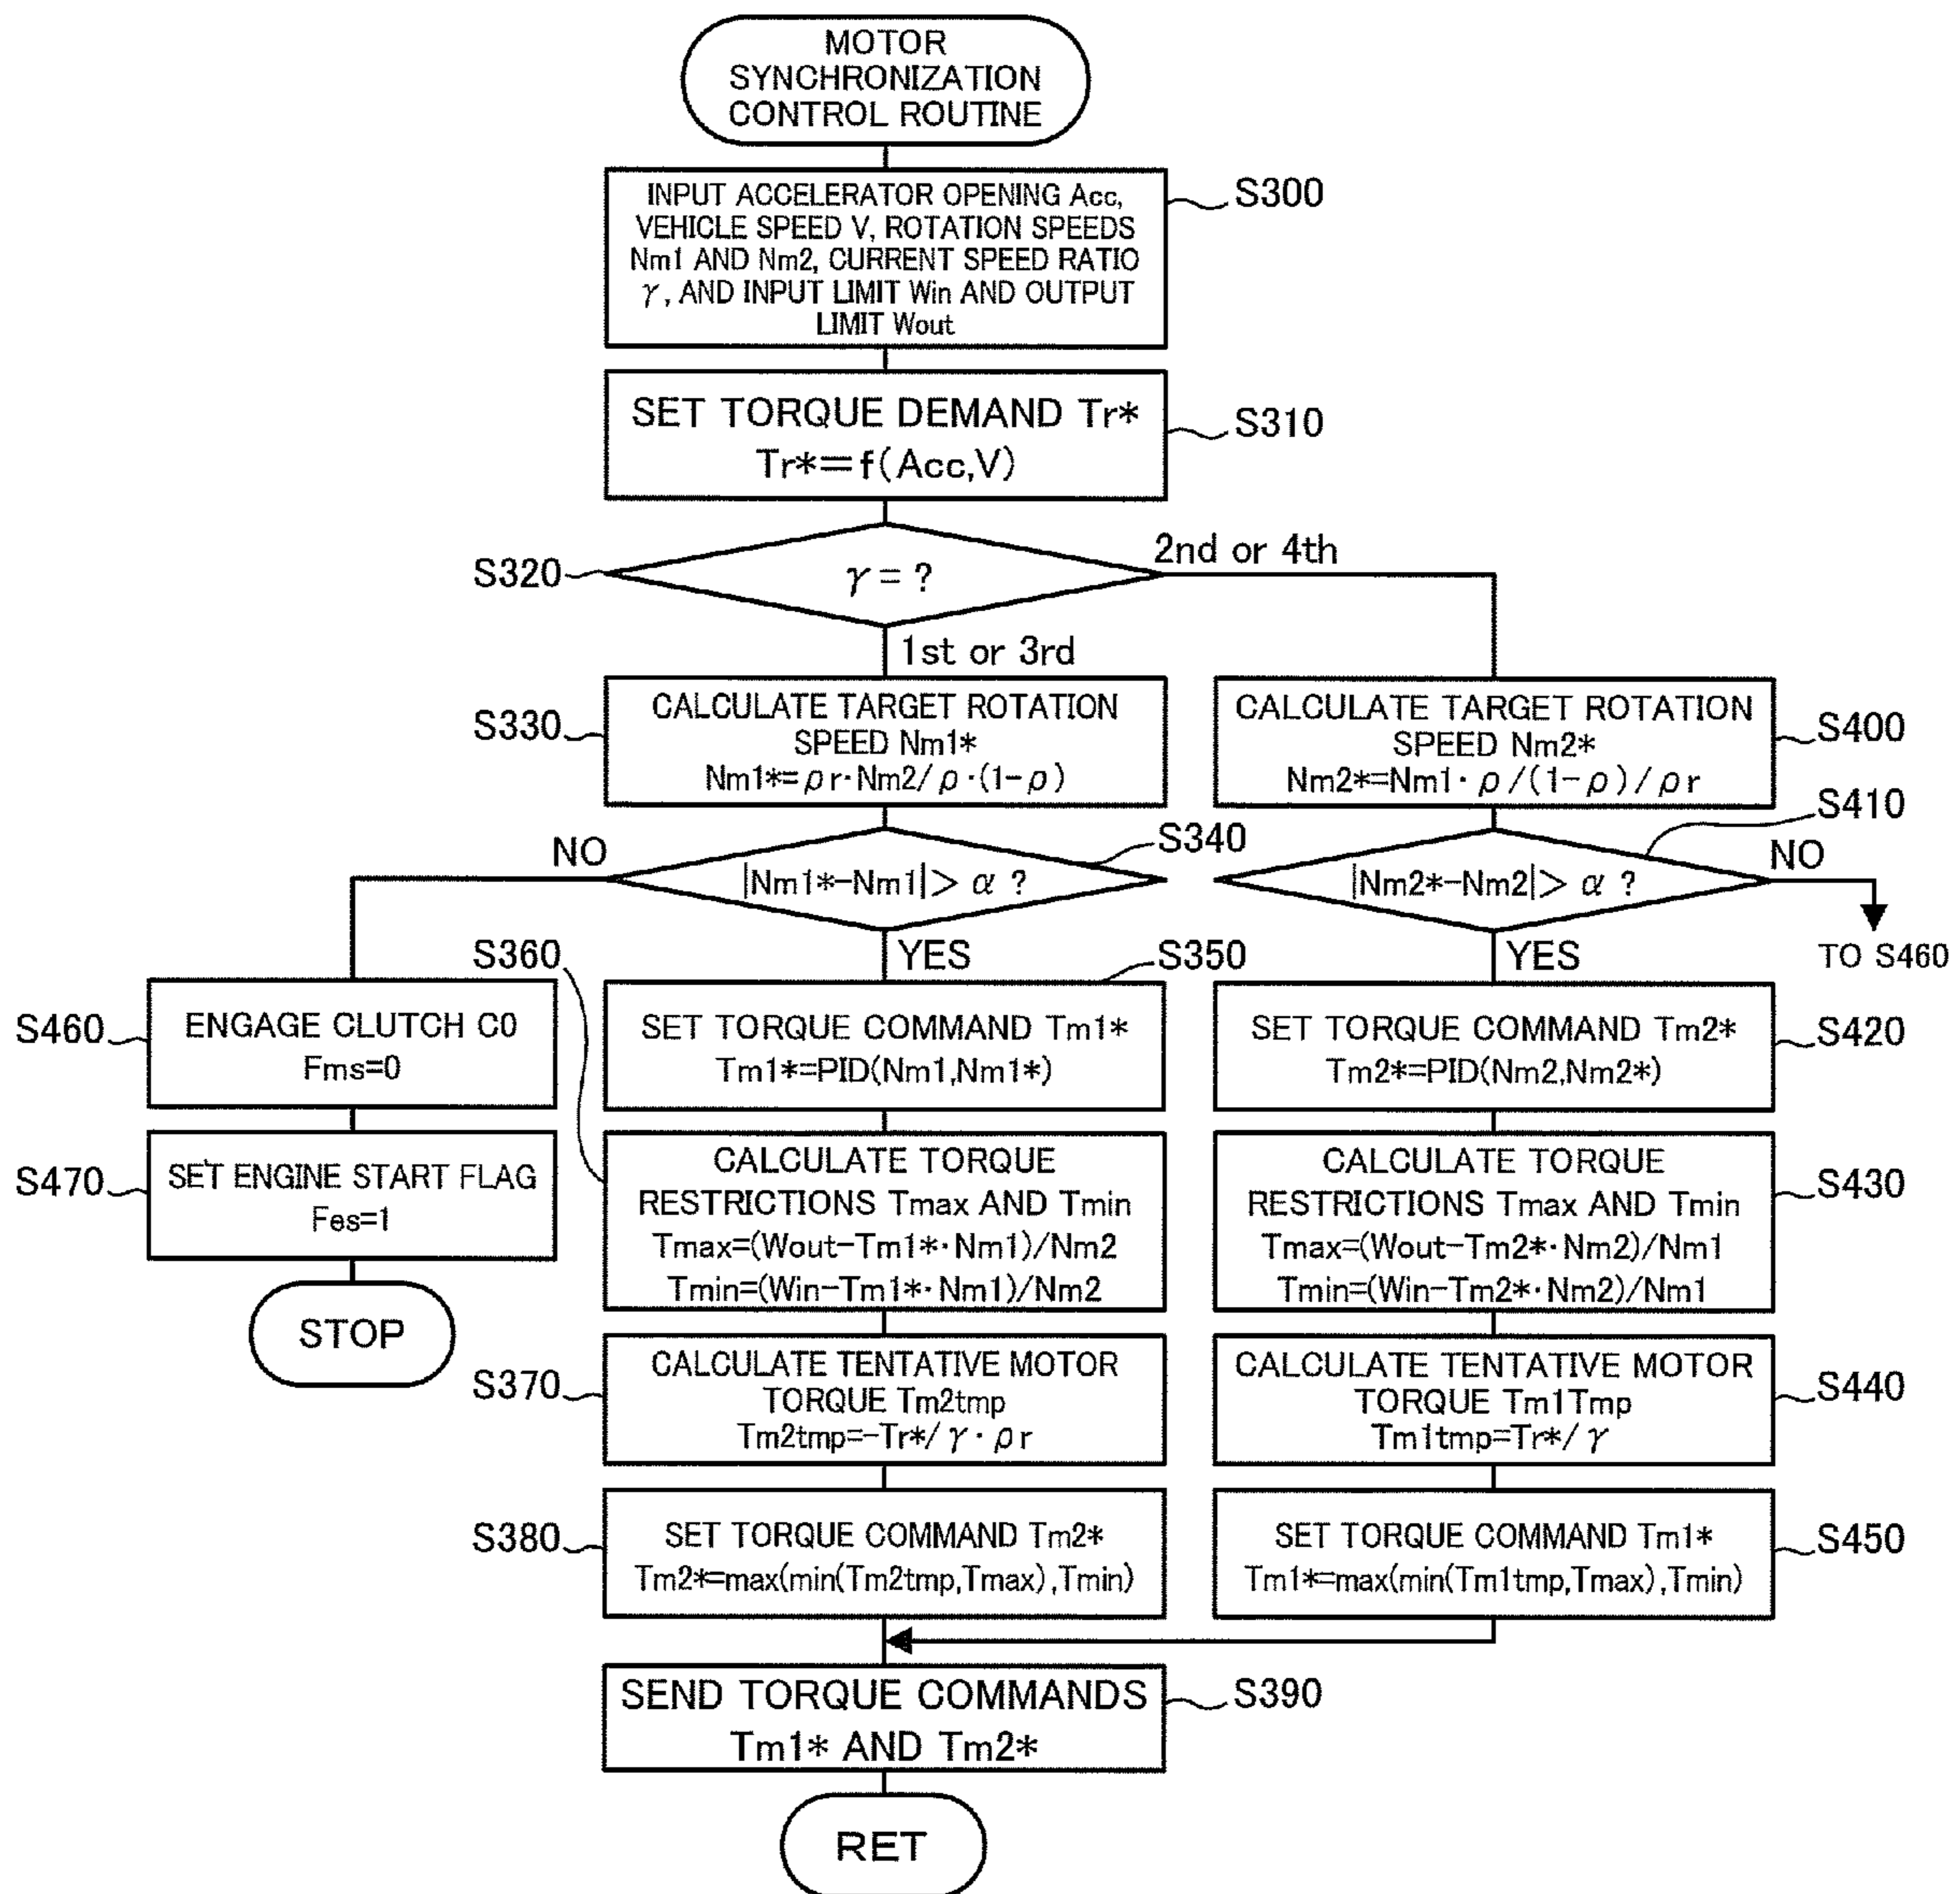 MOTOR
SYNCHRONIZATION
CONTROL ROUTINE
INPUT ACCELERATOR OPENING Acc,
VEHICLE SPEED V, ROTATION SPEEDS
Nm1 AND Nm2, CURRENT SPEED RATIO
γ, AND INPUT LIMIT Win AND OUTPUT
LIMIT Wout
S300
SET TORQUE DEMAND Tr*
Tr*=f(Acc,V)
S310
S320
γ= ?
2nd or 4th
1st or 3rd
S330
CALCULATE TARGET ROTATION
SPEED Nm1*
Nm1*=ρr·Nm2/ρ·(1-ρ)
CALCULATE TARGET ROTATION
SPEED Nm2*
Nm2*=Nm1·ρ/(1-ρ)/ρr
S400
S410
NO
|Nm1*-Nm1|> α ?
S340
|Nm2*-Nm2|> α ?
NO
TO S460
YES
YES
S460
ENGAGE CLUTCH C0
Fms=0
S470
SET ENGINE START FLAG
Fes=1
STOP
S360
S350
SET TORQUE COMMAND Tm1*
Tm1*=PID(Nm1,Nm1*)
SET TORQUE COMMAND Tm2*
Tm2*=PID(Nm2,Nm2*)
S420
CALCULATE TORQUE
RESTRICTIONS Tmax AND Tmin
Tmax=(Wout-Tm1*·Nm1)/Nm2
Tmin=(Win-Tm1*·Nm1)/Nm2
CALCULATE TORQUE
RESTRICTIONS Tmax AND Tmin
Tmax=(Wout-Tm2*·Nm2)/Nm1
Tmin=(Win-Tm2*·Nm2)/Nm1
S430
S370
CALCULATE TENTATIVE MOTOR
TORQUE Tm2tmp
Tm2tmp=-Tr*/γ·ρr
CALCULATE TENTATIVE MOTOR
TORQUE Tm1Tmp
Tm1tmp=Tr*/γ
S440
S380
SET TORQUE COMMAND Tm2*
Tm2*=max(min(Tm2tmp,Tmax),Tmin)
SET TORQUE COMMAND Tm1*
Tm1*=max(min(Tm1tmp,Tmax),Tmin)
S450
SEND TORQUE COMMANDS
Tm1* AND Tm2*
S390
RET